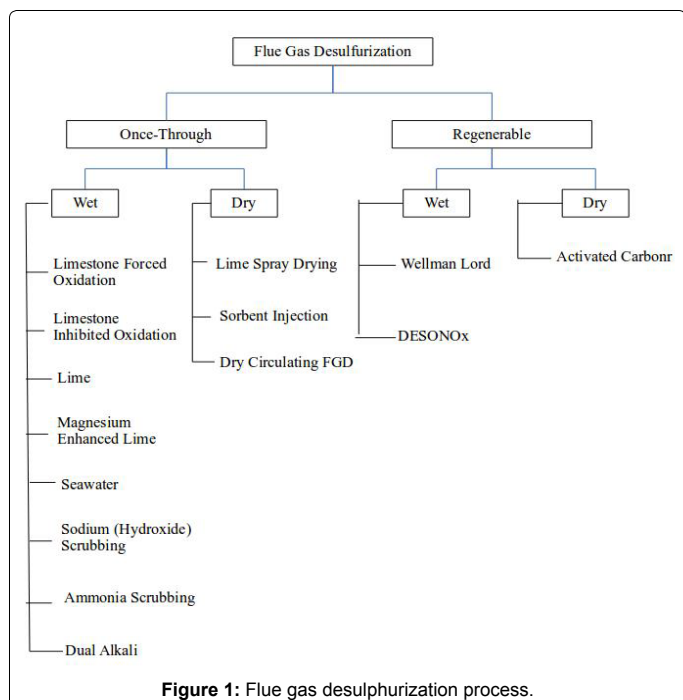 Flue Gas Desulfurization
Once-Through
Regenerable
Wet
Dry
Wet
Dry
Limestone Forced
Oxidation
Limestone
Inhibited Oxidation
Lime
Magnesium
Enhanced Lime
Seawater
Sodium (Hydroxide)
Scrubbing
Ammonia Scrubbing
Dual Alkali
Lime Spray Drying
Sorbent Injection
Dry Circulating FGD
Wellman Lord
DESONOx
Activated Carbonr
Figure 1: Flue gas desulphurization process.